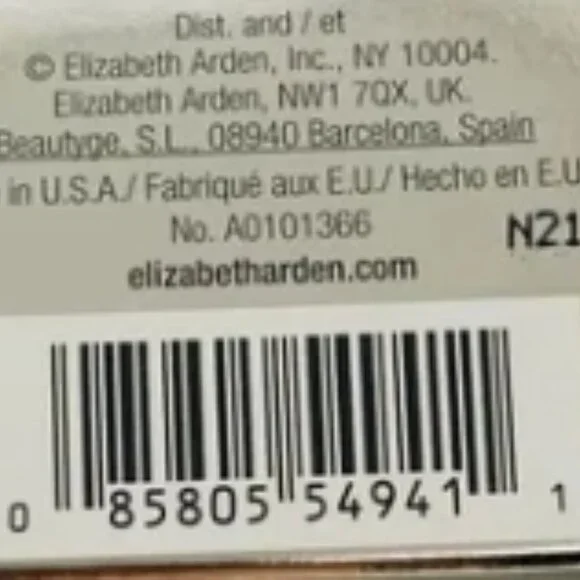 Dist. and / et
© Elizabeth Arden, Inc., NY 10004.
Elizabeth Arden, NW1 7QX, UK.
Beautyge, S.L., 08940 Barcelona, Spain
in U.S.A./ Fabriqué aux E.U./ Hecho en E.U
No. A0101366
N21
elizabetharden.com
0 85805 54941 1